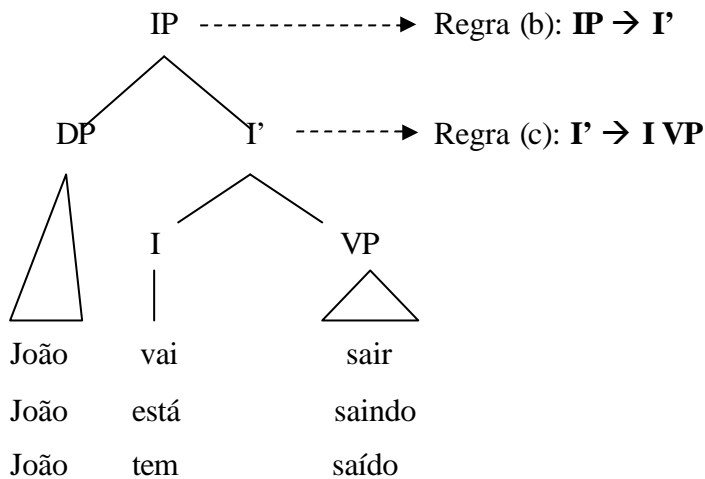 IP Regra (b): IP → I’
DP I’ Regra (c): I’ → I VP
I VP
João vai sair
João está saindo
João tem saído